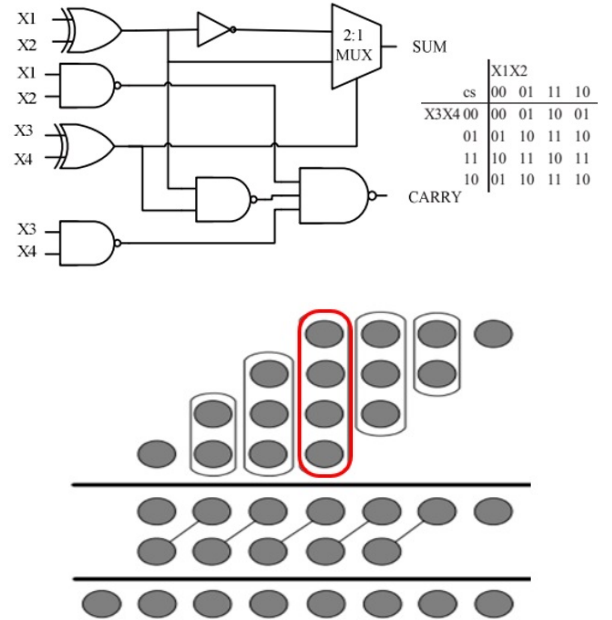 X1
X2
X1
X2
X3
X4
X3
X4
2:1
MUX
SUM
CARRY
X1X2
cs 00 01 11 10
X3X4 00 00 01 10 01
01 01 10 11 10
11 10 11 10 11
10 01 10 11 10